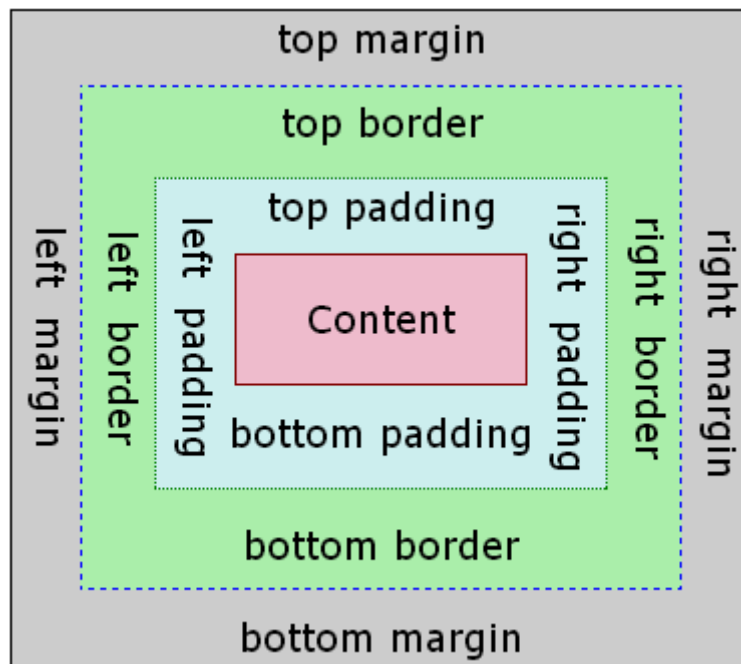 top margin
top border
top padding
left margin
left border
left padding
Content
right padding
right border
right margin
bottom padding
bottom border
bottom margin